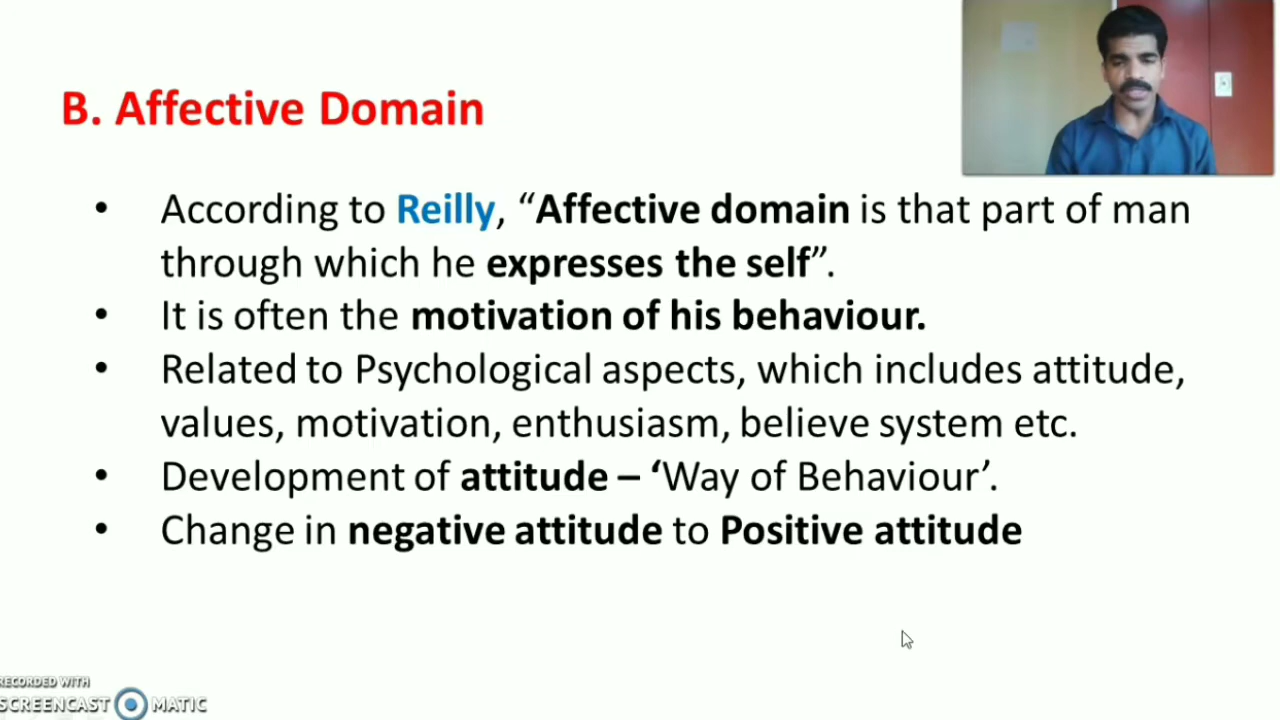 B. Affective Domain
• According to Reilly, “Affective domain is that part of man
through which he expresses the self”.
• It is often the motivation of his behaviour.
• Related to Psychological aspects, which includes attitude,
values, motivation, enthusiasm, believe system etc.
• Development of attitude – ‘Way of Behaviour’.
• Change in negative attitude to Positive attitude
RECORDED WITH
SCREENCAST MATIC